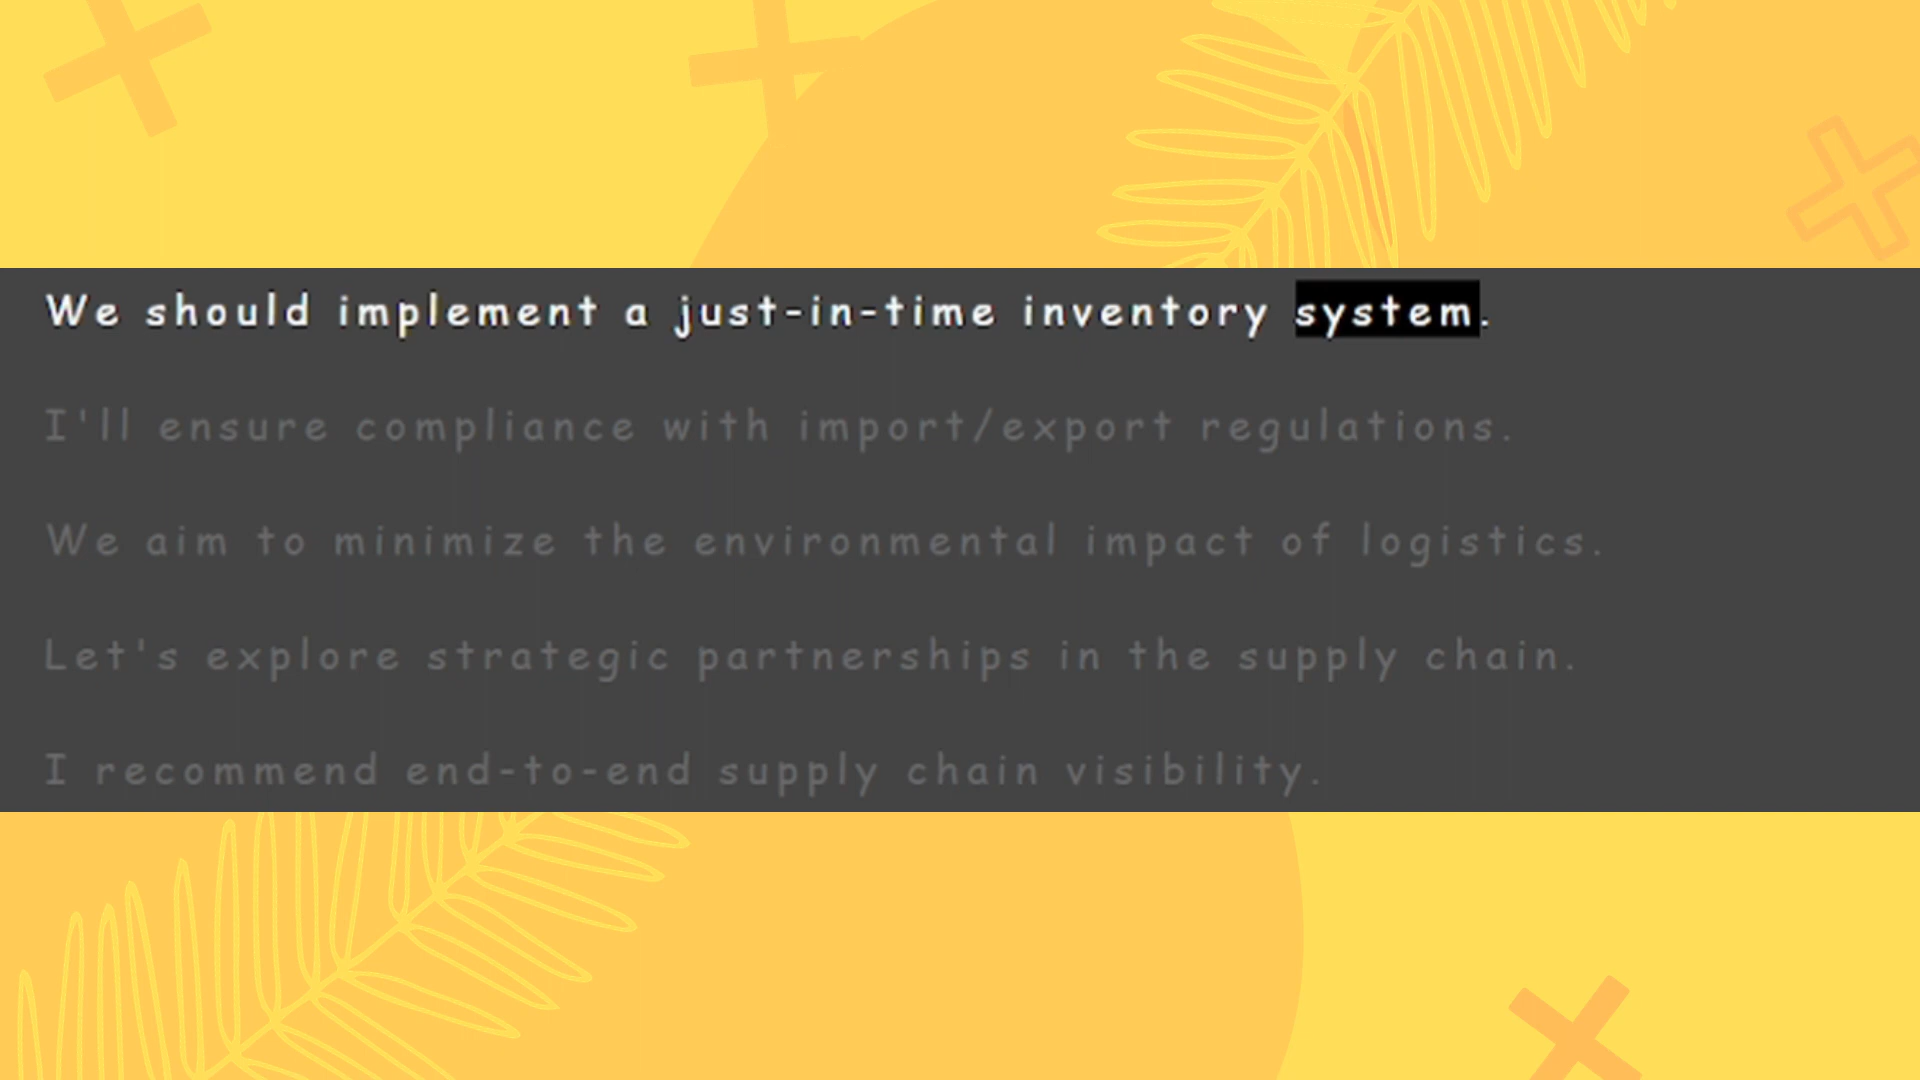 We should implement a just-in-time inventory system.
I'll ensure compliance with import/export regulations.
We aim to minimize the environmental impact of logistics.
Let's explore strategic partnerships in the supply chain.
I recommend end-to-end supply chain visibility.